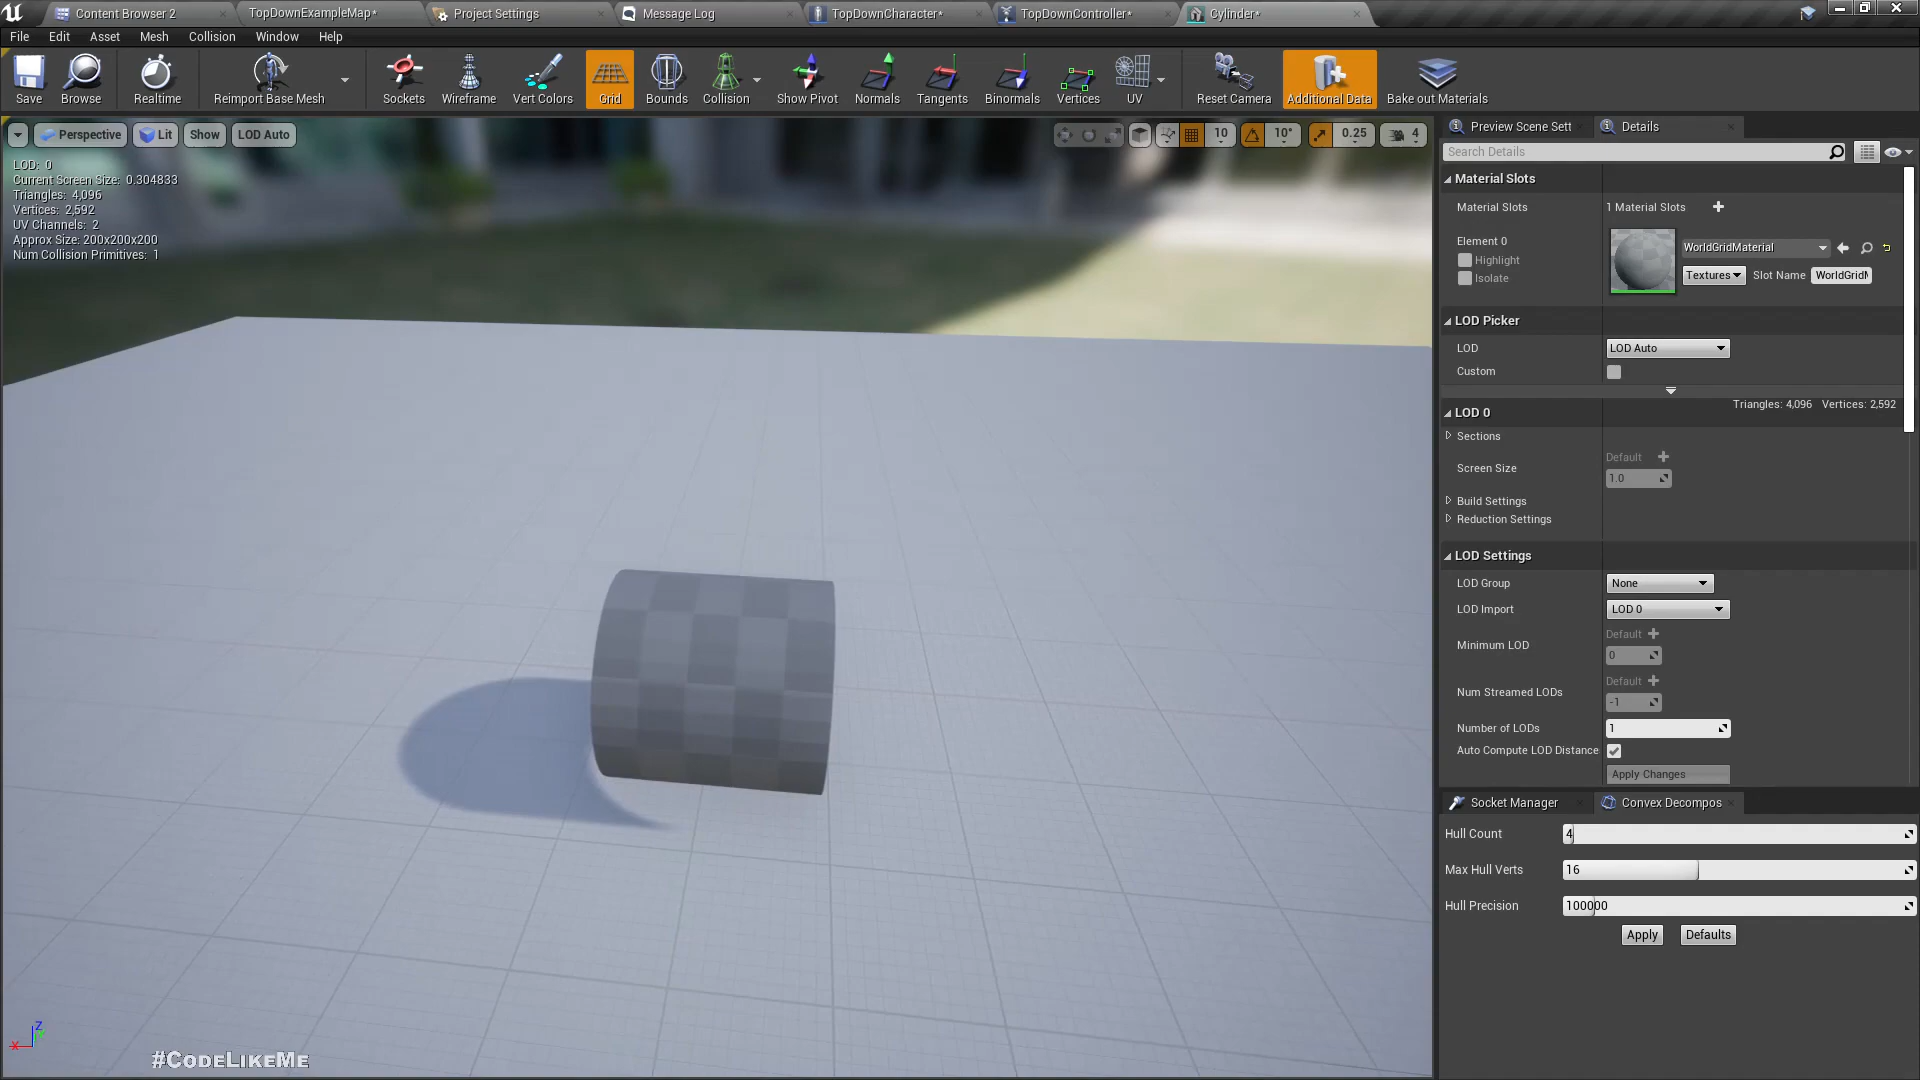 Content Browser 2
TopDownExampleMap*
Project Settings
Message Log
TopDownCharacter*
TopDownController*
Cylinder*
File Edit Asset Mesh Collision Window Help
Save
Browse
Realtime
Reimport Base Mesh
Sockets
Wireframe
Vert Colors
Grid
Bounds
Collision
Show Pivot
Normals
Tangents
Binormals
Vertices
UV
Reset Camera
Additional Data
Bake out Materials
Perspective
Lit
Show
LOD Auto
10
10°
0.25
4
LOD: 0
Current Screen Size: 0.304833
Triangles: 4,096
Vertices: 2,592
UV Channels: 2
Approx Size: 200x200x200
Num Collision Primitives: 1
Preview Scene Sett
Details
Search Details
Material Slots
Material Slots 1 Material Slots
Element 0
Highlight
Isolate
WorldGridMaterial
Textures Slot Name
LOD Picker
LOD LOD Auto
Custom
LOD 0
Triangles: 4,096 Vertices: 2,592
Sections
Screen Size Default
1.0
Build Settings
Reduction Settings
LOD Settings
LOD Group None
LOD Import LOD 0
Minimum LOD Default
0
Num Streamed LODs Default
-1
Number of LODs 1
Auto Compute LOD Distance
Apply Changes
Socket Manager
Convex Decompos
Hull Count 4
Max Hull Verts 16
Hull Precision 100000
Apply Defaults
Z
X
#CodeLikeMe